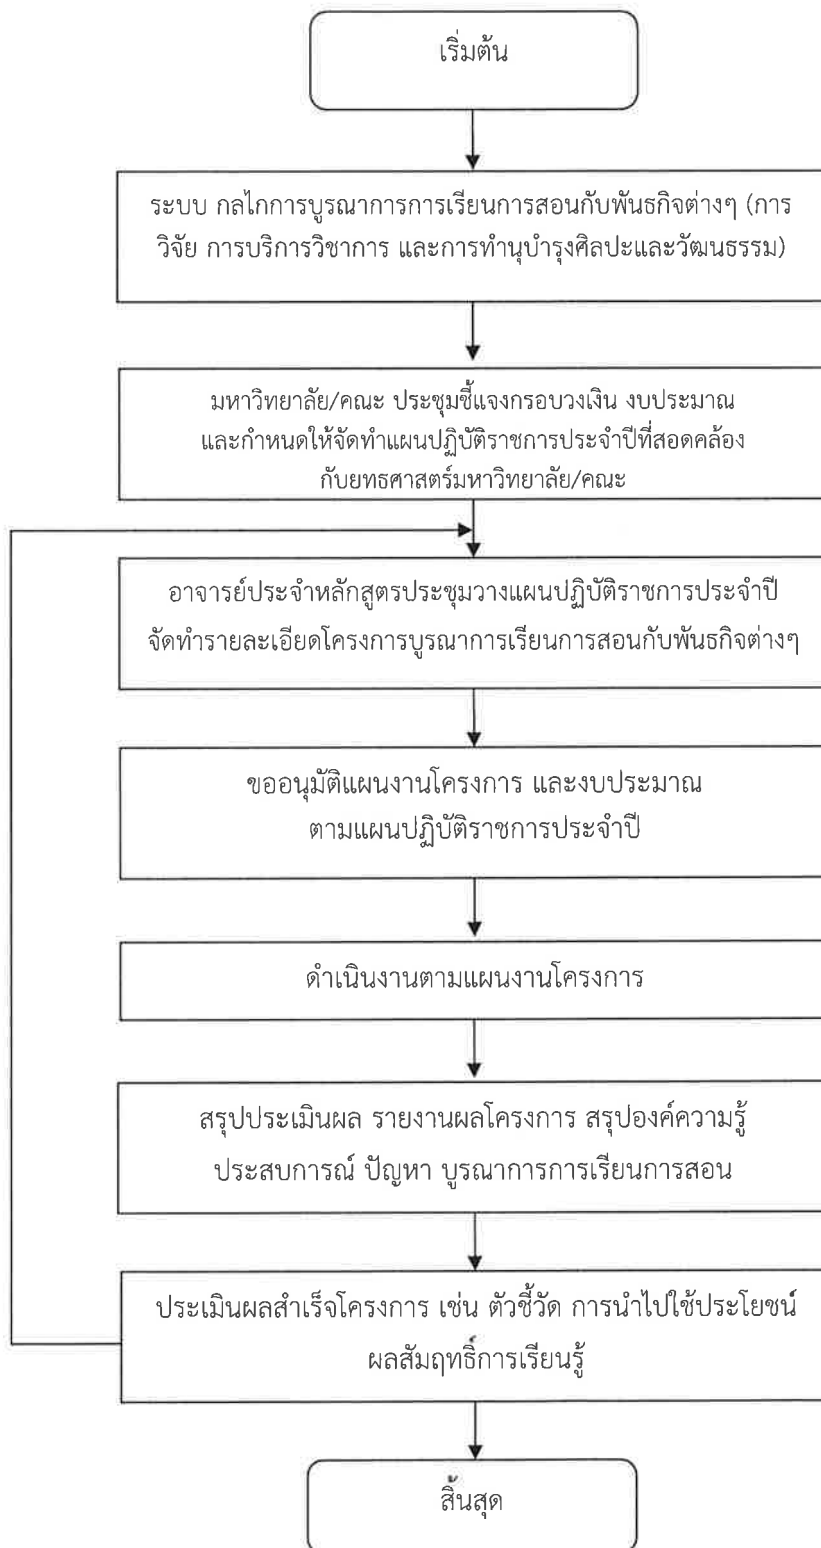 เริ่มต้น
ระบบ กลไกการบูรณาการการเรียนการสอนกับพันธกิจต่างๆ (การ
วิจัย การบริการวิชาการ และการทำนุบำรุงศิลปะและวัฒนธรรม)
มหาวิทยาลัย/คณะ ประชุมชี้แจงกรอบวงเงิน งบประมาณ
และกำหนดให้จัดทำแผนปฏิบัติราชการประจำปีที่สอดคล้อง
กับยทธศาสตร์มหาวิทยาลัย/คณะ
อาจารย์ประจำหลักสูตรประชุมวางแผนปฏิบัติราชการประจำปี
จัดทำรายละเอียดโครงการบูรณาการเรียนการสอนกับพันธกิจต่างๆ
ขออนุมัติแผนงานโครงการ และงบประมาณ
ตามแผนปฏิบัติราชการประจำปี
ดำเนินงานตามแผนงานโครงการ
สรุปประเมินผล รายงานผลโครงการ สรุปองค์ความรู้
ประสบการณ์ ปัญหา บูรณาการการเรียนการสอน
ประเมินผลสำเร็จโครงการ เช่น ตัวชี้วัด การนำไปใช้ประโยชน์
ผลสัมฤทธิ์การเรียนรู้
สิ้นสุด